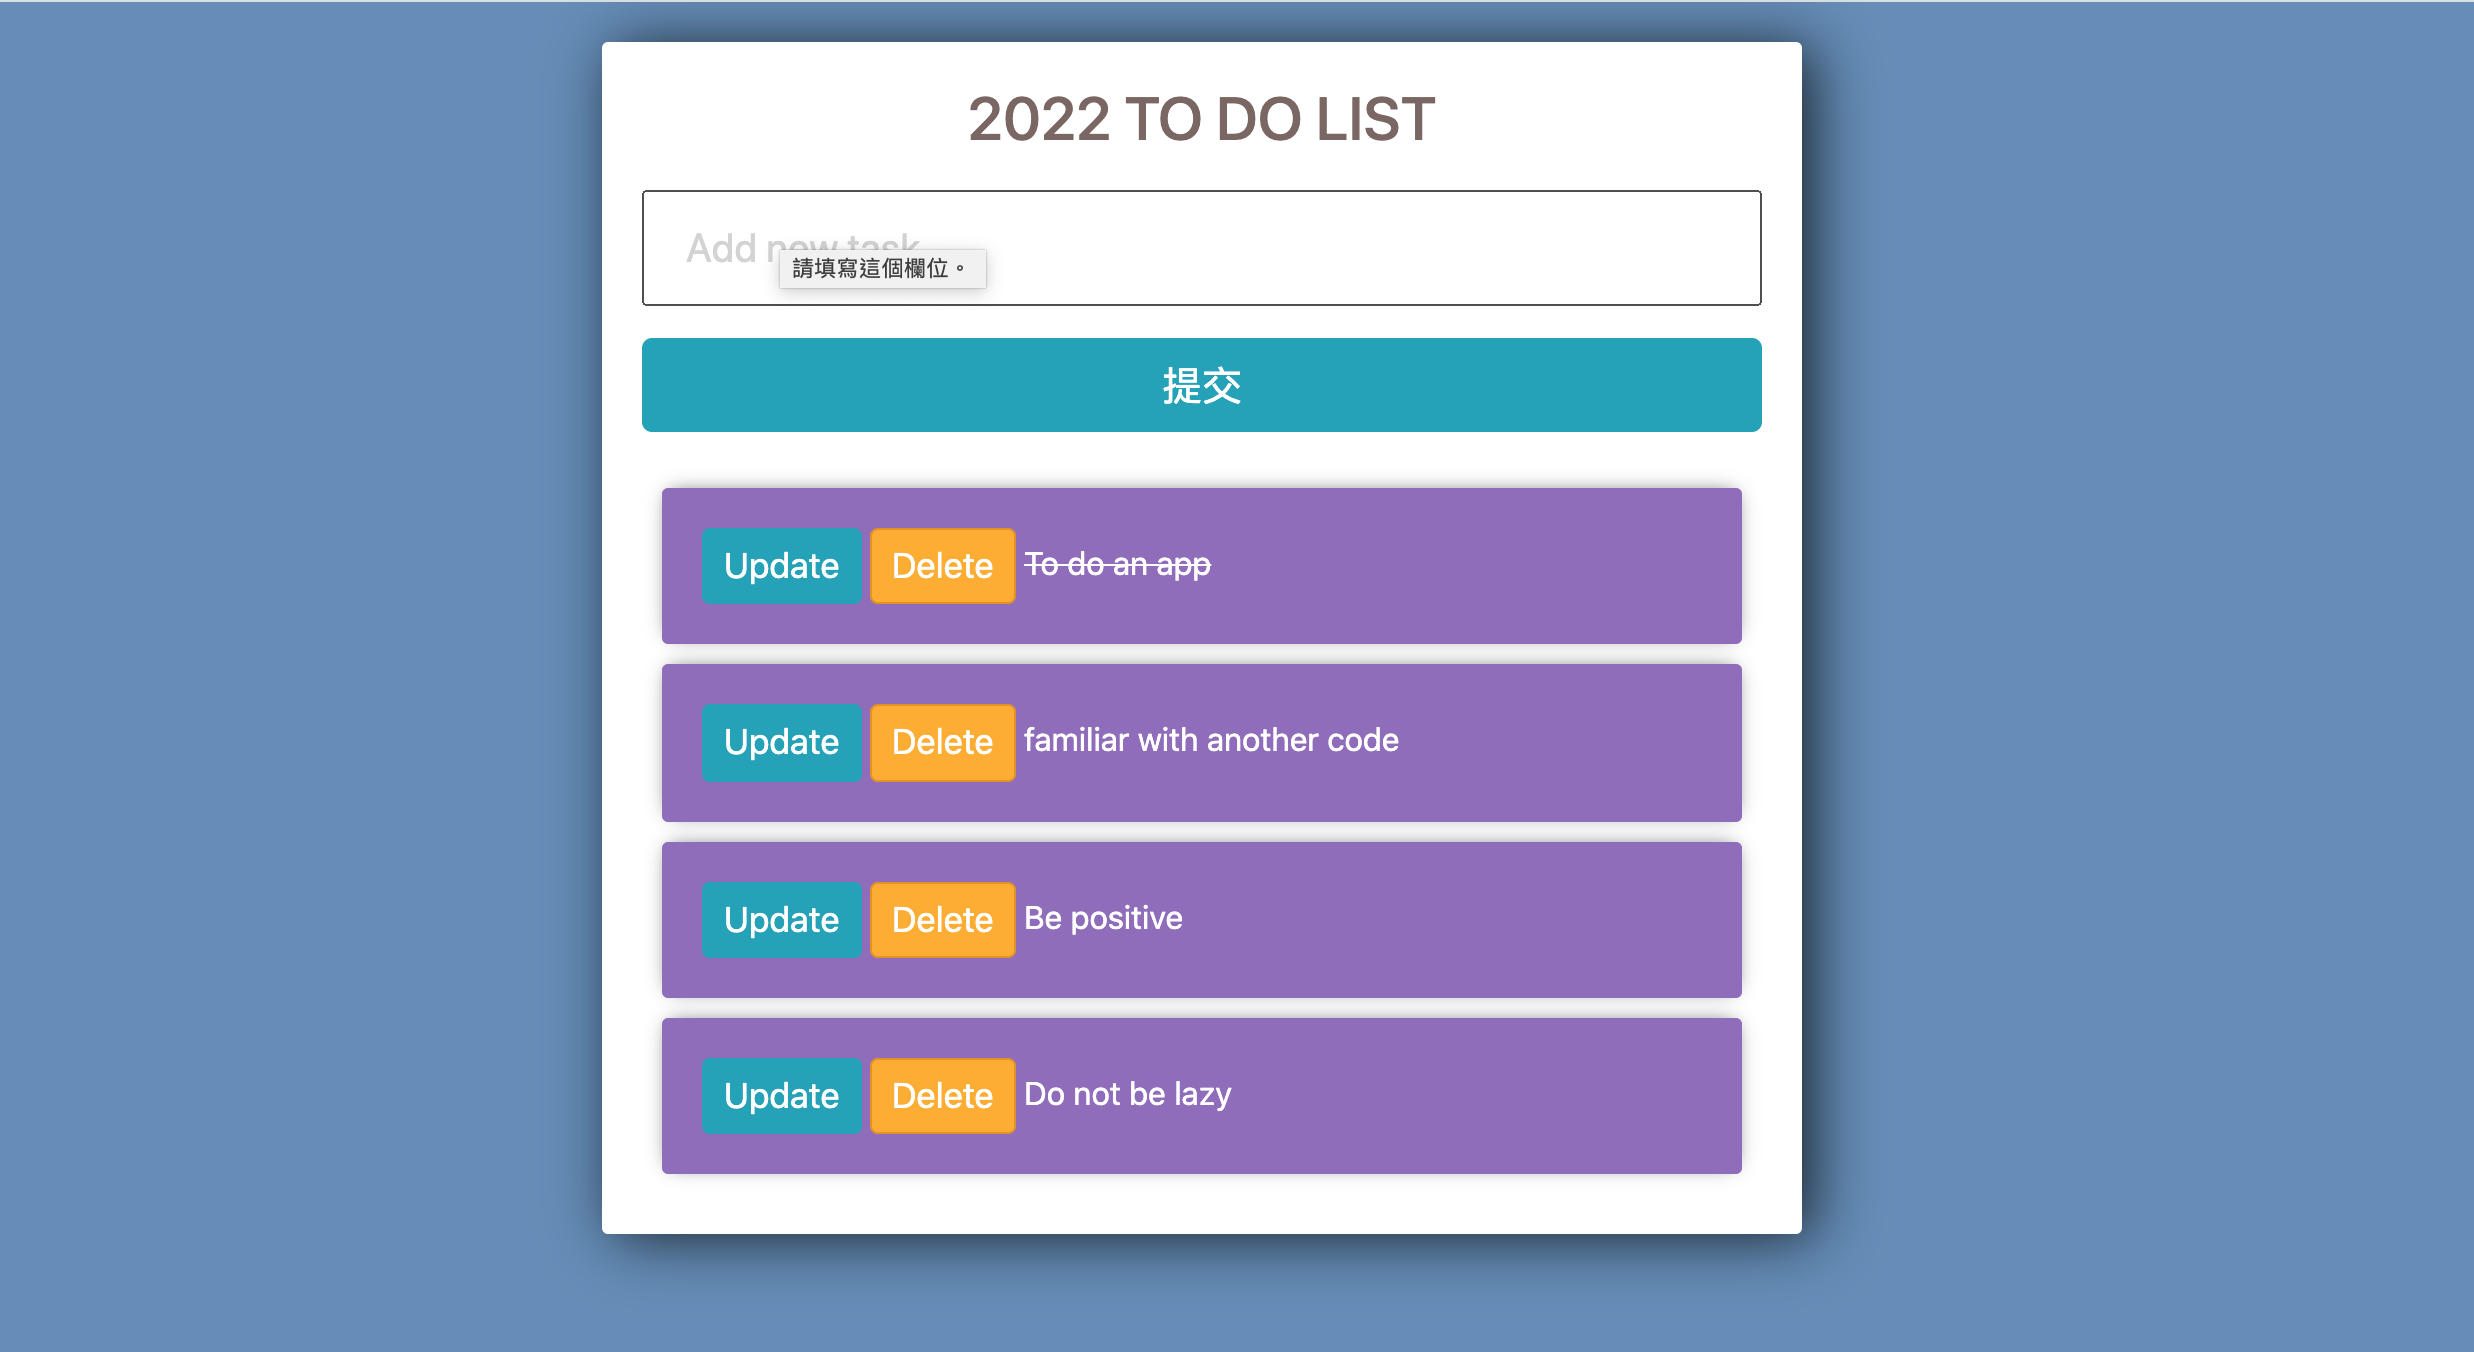 2022 TO DO LIST
Add new task
請填寫這個欄位。
提交
Update Delete To do an app
Update Delete familiar with another code
Update Delete Be positive
Update Delete Do not be lazy